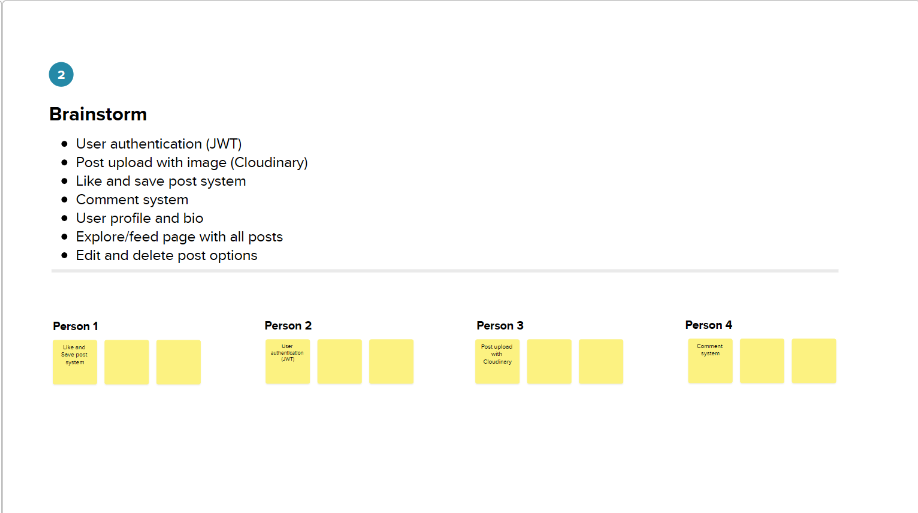 2
Brainstorm
• User authentication (JWT)
• Post upload with image (Cloudinary)
• Like and save post system
• Comment system
• User profile and bio
• Explore/feed page with all posts
• Edit and delete post options
Person 1
Like and
Save post
system
Person 2
User
authentication
(JWT)
Person 3
Post upload
with
Cloudinary
Person 4
Comment
system